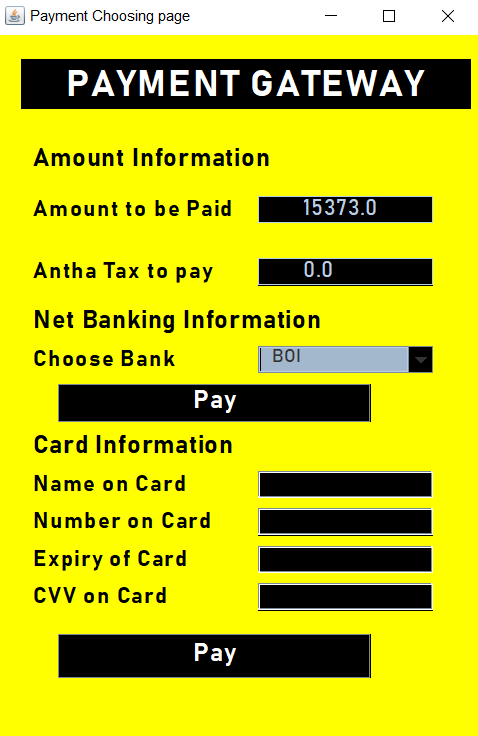 Payment Choosing page
PAYMENT GATEWAY
Amount Information
Amount to be Paid 15373.0
Antha Tax to pay 0.0
Net Banking Information
Choose Bank BOI
Pay
Card Information
Name on Card
Number on Card
Expiry of Card
CVV on Card
Pay